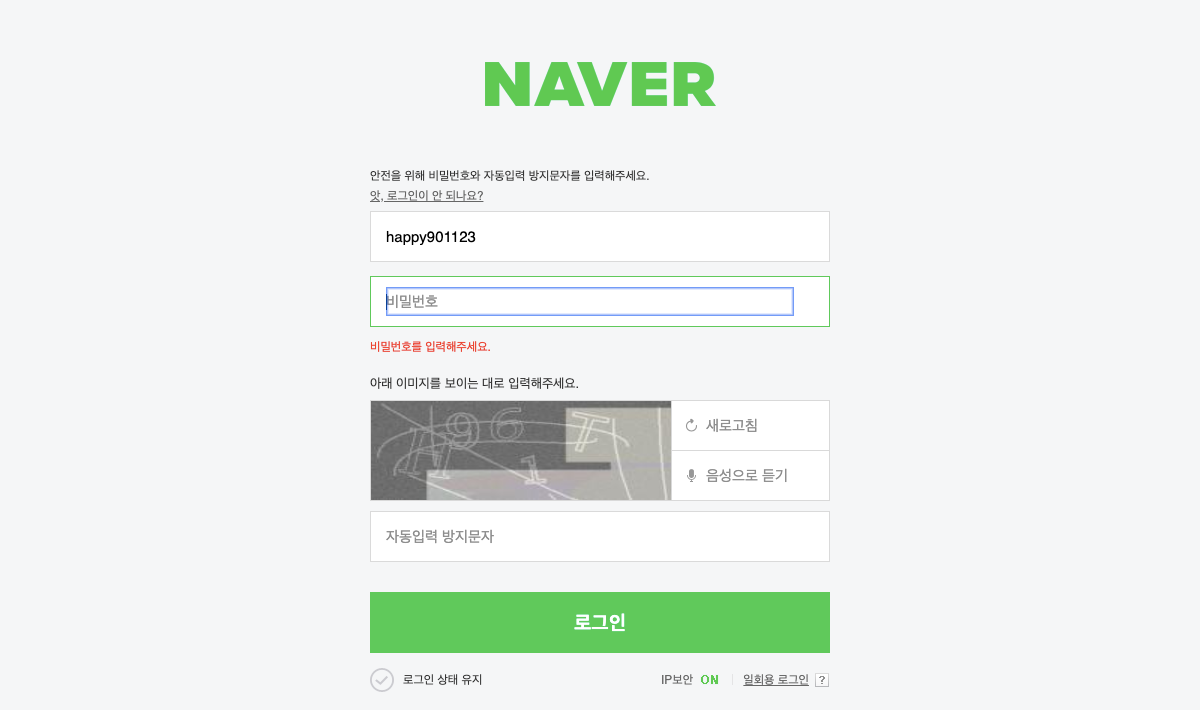 NAVER
안전을 위해 비밀번호와 자동입력 방지문자를 입력해주세요.
앗, 로그인이 안 되나요?
happy901123
비밀번호
비밀번호를 입력해주세요.
아래 이미지를 보이는 대로 입력해주세요.
새로고침
음성으로 듣기
자동입력 방지문자
로그인
로그인 상태 유지
IP보안 ON
일회용 로그인 ?